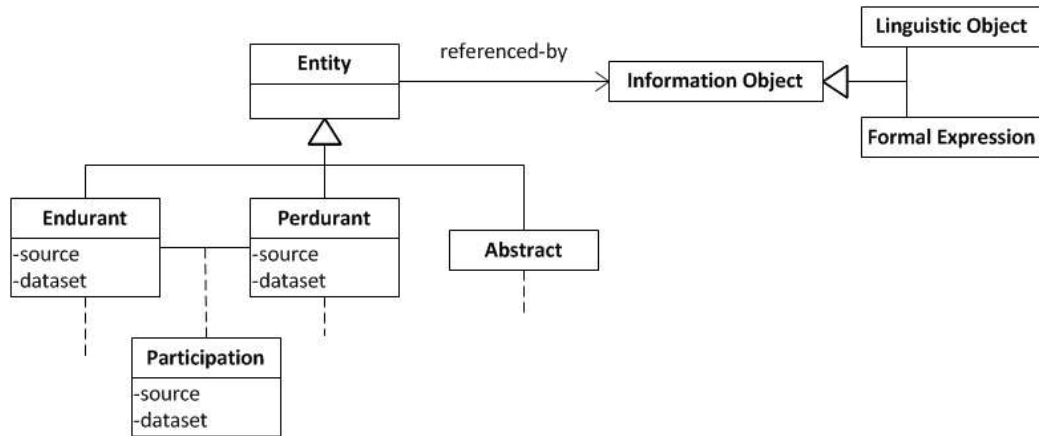 Linguistic Object
referenced-by
Entity
Information Object
Formal Expression
Endurant
-source
-dataset
Perdurant
-source
-dataset
Abstract
Participation
-source
-dataset